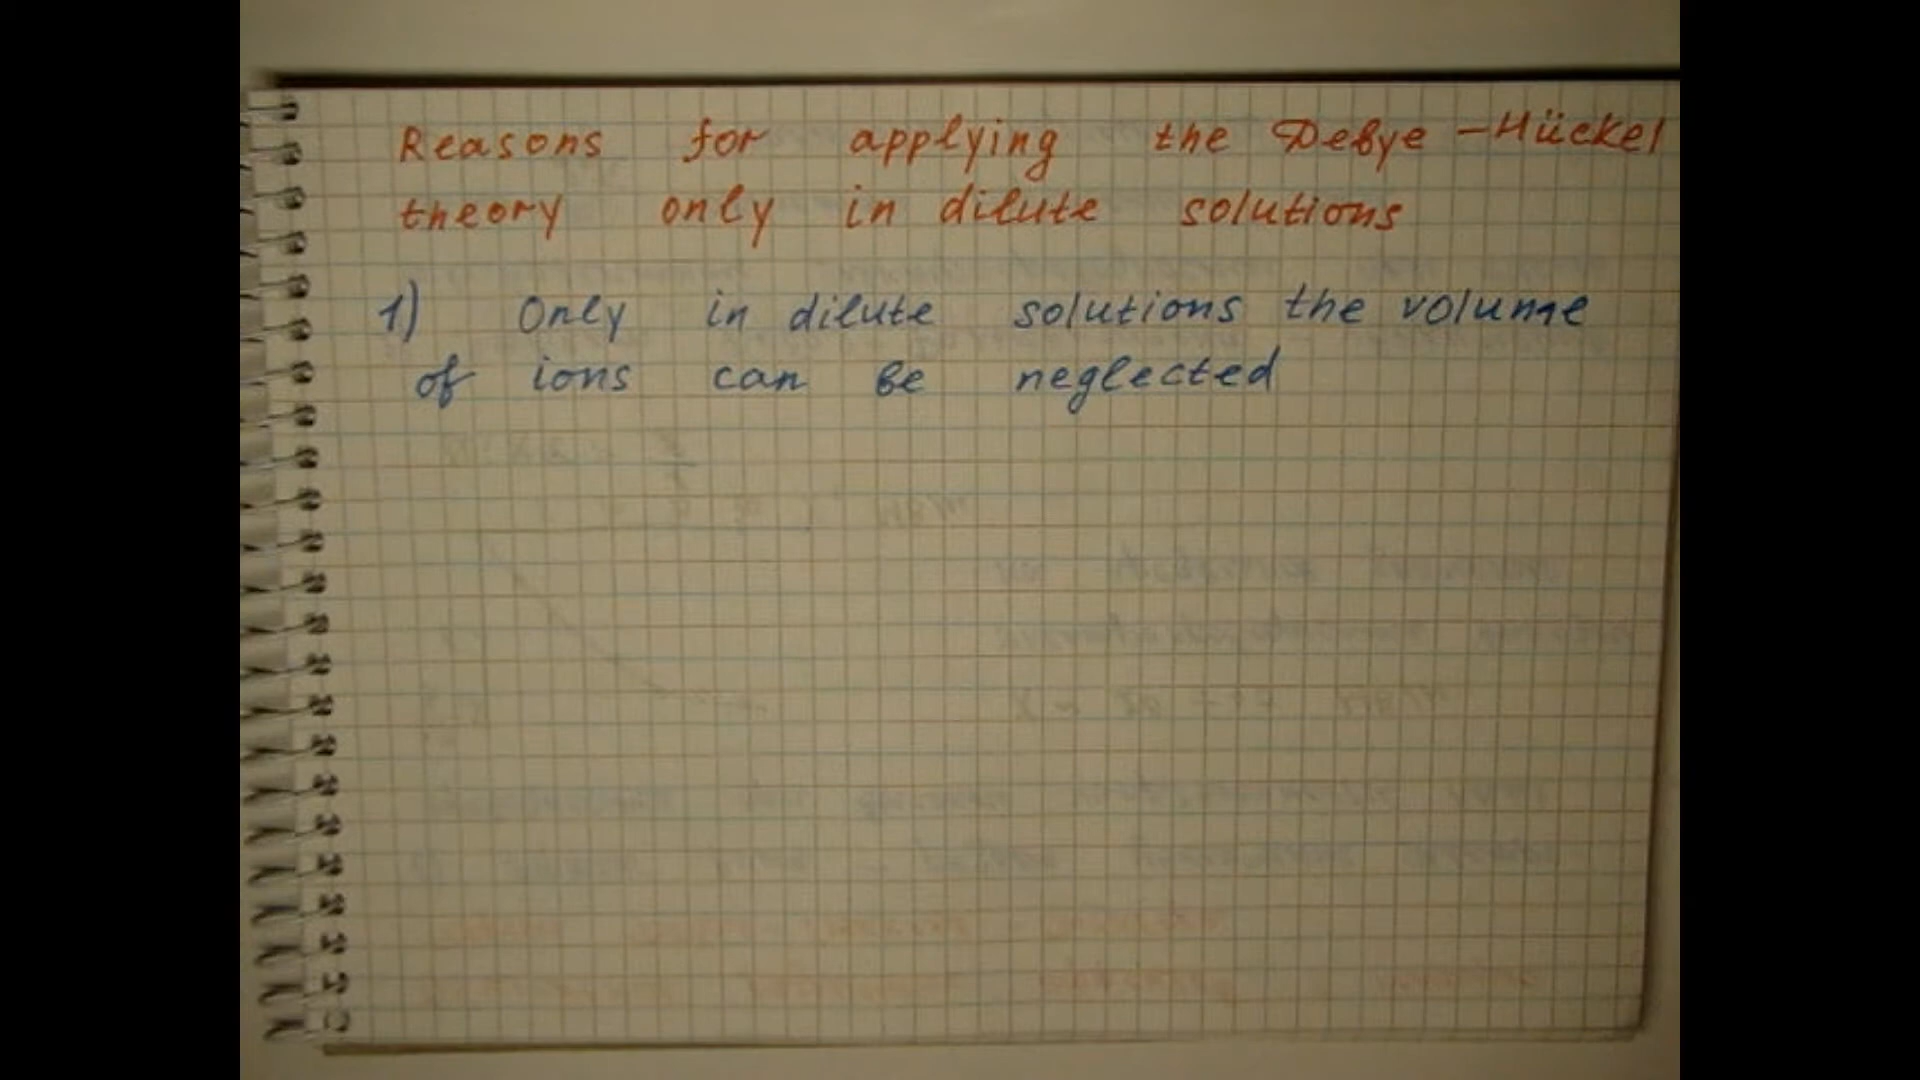 Reasons for applying the Debye - Hückel
theory only in dilute solutions
1) Only in dilute solutions the volume
of ions can be neglected